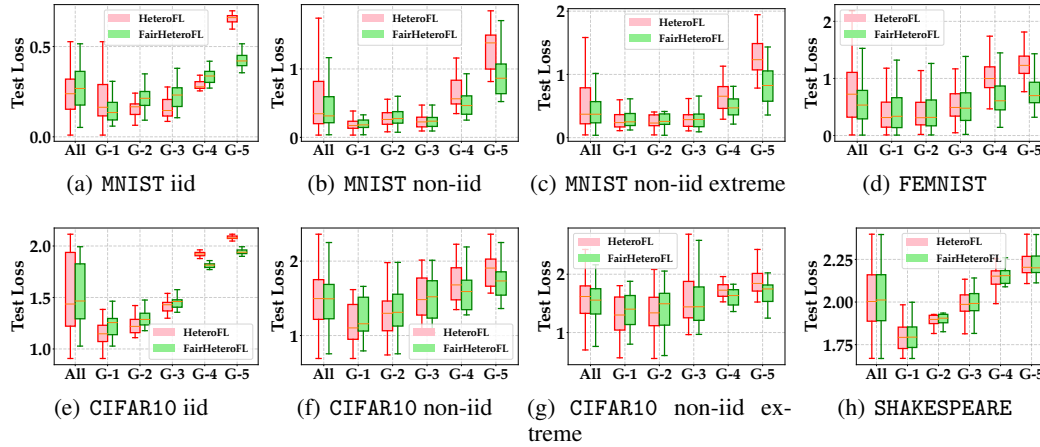 HeteroFL
FairHeteroFL
Test Loss
0.5
0.0
All G-1 G-2 G-3 G-4 G-5
(a) MNIST iid
HeteroFL
FairHeteroFL
Test Loss
1
0
All G-1 G-2 G-3 G-4 G-5
(b) MNIST non-iid
HeteroFL
FairHeteroFL
Test Loss
2
1
0
All G-1 G-2 G-3 G-4 G-5
(c) MNIST non-iid extreme
HeteroFL
FairHeteroFL
Test Loss
2
1
0
All G-1 G-2 G-3 G-4 G-5
(d) FEMNIST
HeteroFL
FairHeteroFL
Test Loss
2.0
1.5
1.0
All G-1 G-2 G-3 G-4 G-5
(e) CIFAR10 iid
HeteroFL
FairHeteroFL
Test Loss
2
1
All G-1 G-2 G-3 G-4 G-5
(f) CIFAR10 non-iid
HeteroFL
FairHeteroFL
Test Loss
2
1
All G-1 G-2 G-3 G-4 G-5
(g) CIFAR10 non-iid ex-
treme
HeteroFL
FairHeteroFL
Test Loss
2.25
2.00
1.75
All G-1 G-2 G-3 G-4 G-5
(h) SHAKESPEARE